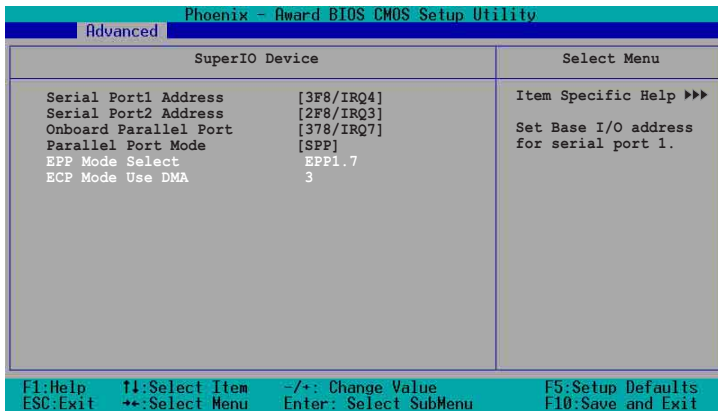 Phoenix - Award BIOS CMOS Setup Utility
Advanced
SuperIO Device
Select Menu
Serial Port1 Address [3F8/IRQ4]
Serial Port2 Address [2F8/IRQ3]
Onboard Parallel Port [378/IRQ7]
Parallel Port Mode [SPP]
EPP Mode Select EPP1.7
ECP Mode Use DMA 3
Item Specific Help ▶▶▶
Set Base I/O address
for serial port 1.
F1:Help ↑↓:Select Item -/+: Change Value F5:Setup Defaults
ESC:Exit →←:Select Menu Enter: Select SubMenu F10:Save and Exit